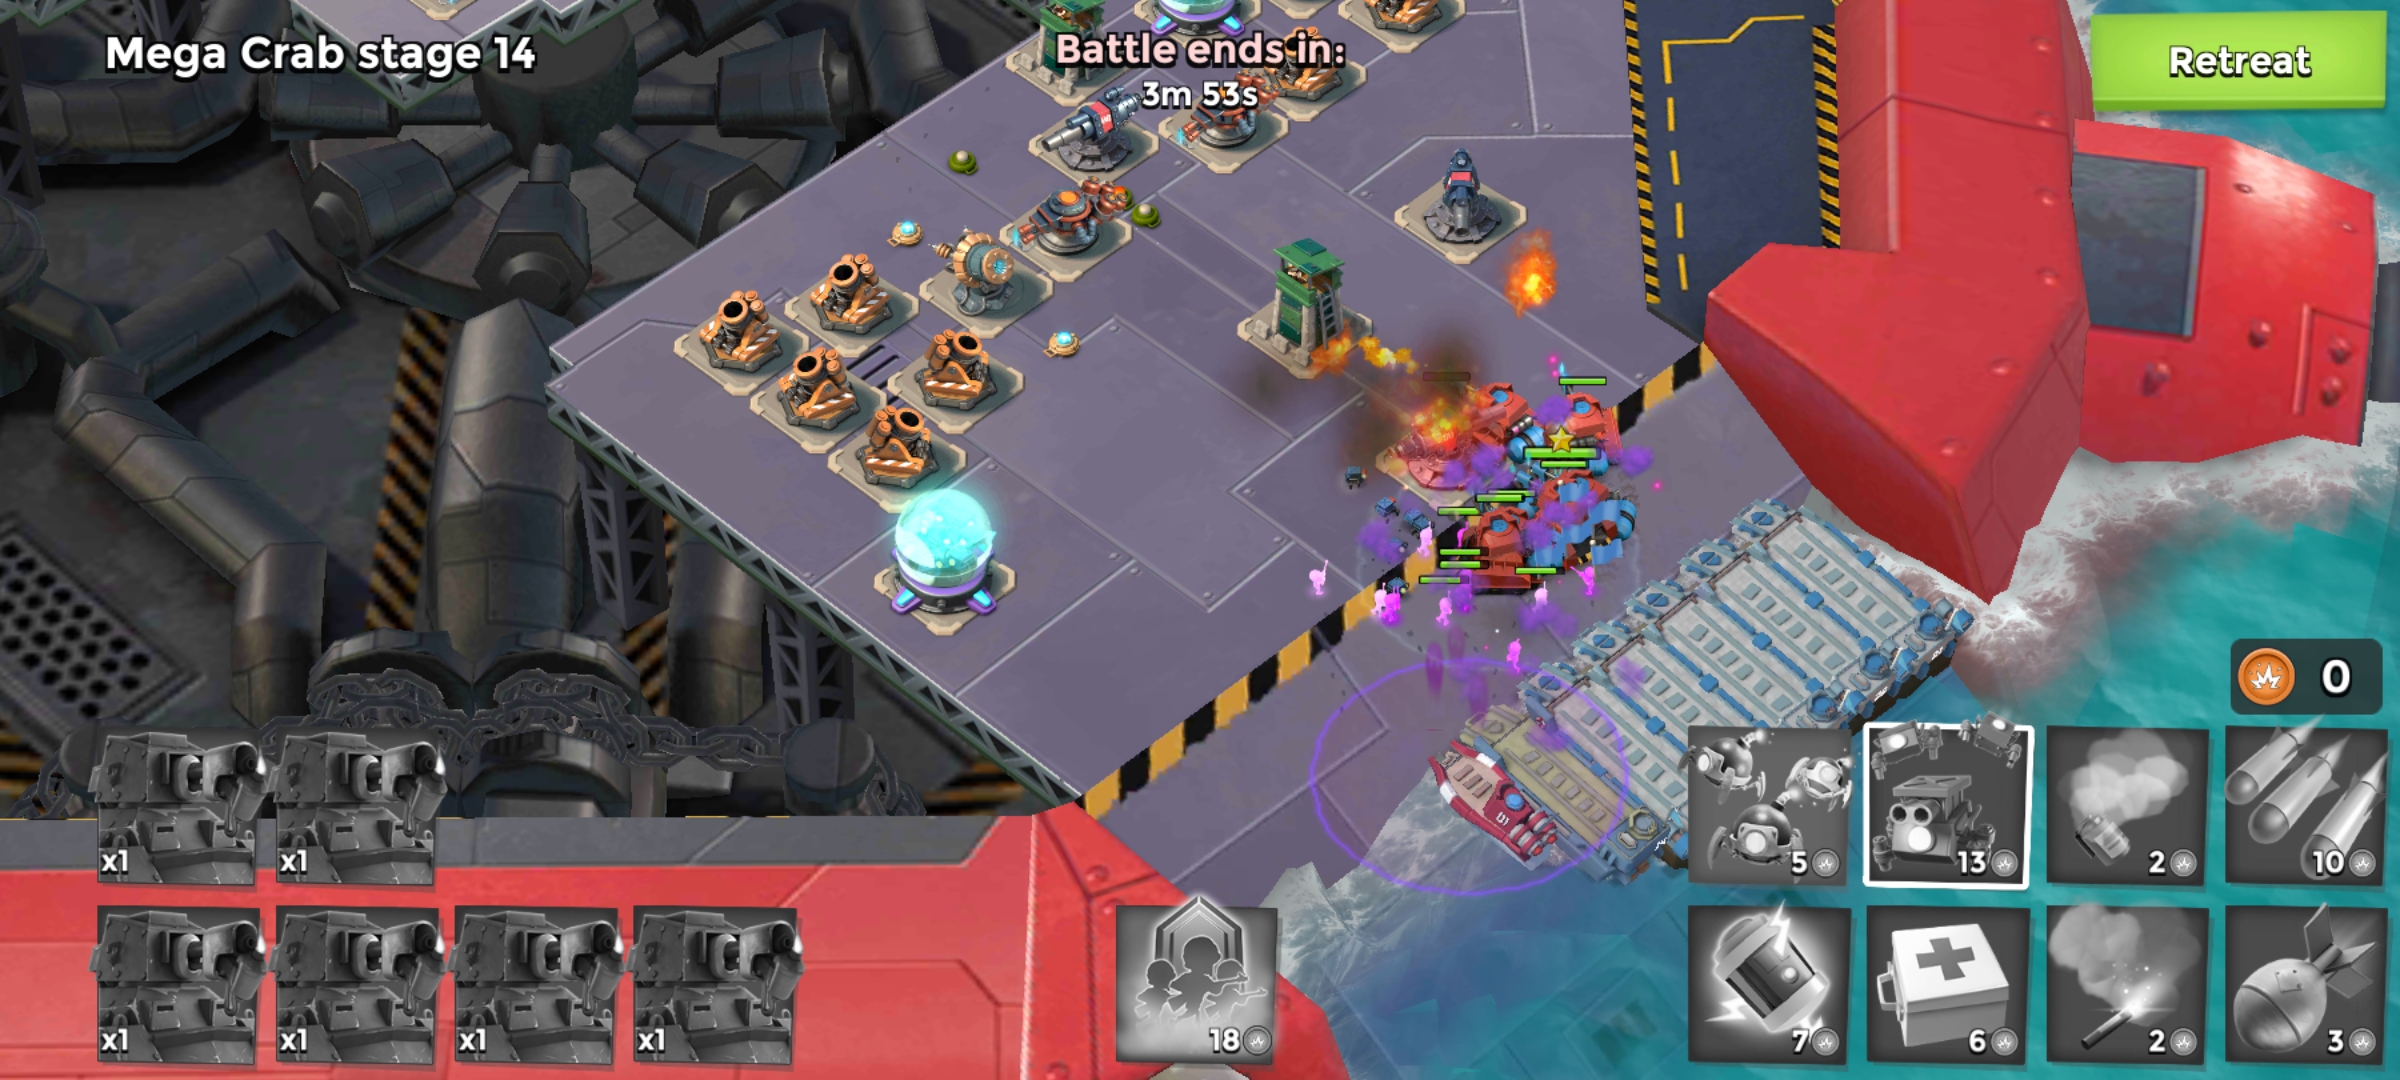 Mega Crab stage 14
Battle ends in:
3m 53s
Retreat
0
x1
x1
5
13
2
10
x1
x1
x1
x1
18
7
6
2
3